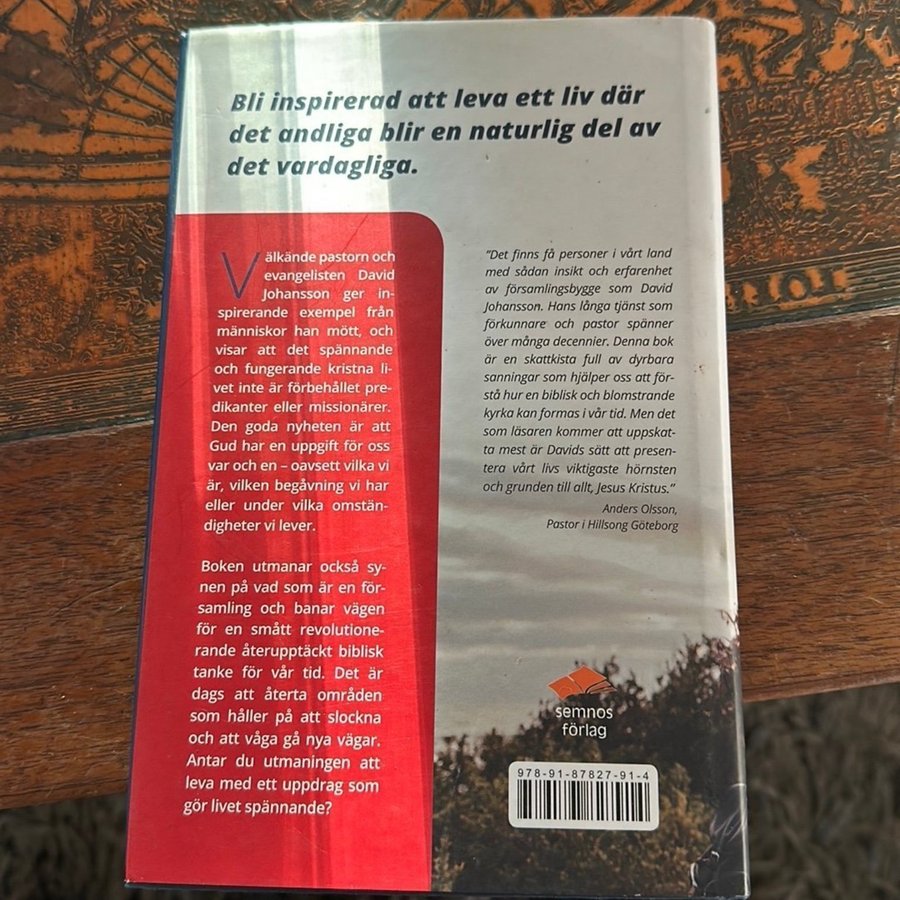 Bli inspirerad att leva ett liv där
det andliga blir en naturlig del av
det vardagliga.
Välkände pastorn och
evangelisten David
Johansson ger in-
spirerande exempel från
människor han mött, och
visar att det spännande
och fungerande kristna li-
vet inte är förbehållet pre-
dikanter eller missionärer.
Den goda nyheten är att
Gud har en uppgift för oss
var och en – oavsett vilka vi
är, vilken begåvning vi har
eller under vilka omstän-
digheter vi lever.
Boken utmanar också sy-
nen på vad som är en för-
samling och banar vägen
för en smått revolutione-
rande återupptäckt biblisk
tanke för vår tid. Det är
dags att återta områden
som håller på att slockna
och att våga gå nya vägar.
Antar du utmaningen att
leva med ett uppdrag som
gör livet spännande?
”Det finns få personer i vårt land
med sådan insikt och erfarenhet
av församlingsbygge som David
Johansson. Hans långa tjänst som
förkunnare och pastor spänner
över många decennier. Denna bok
är en skattkista full av dyrbara
sanningar som hjälper oss att för-
stå hur en biblisk och blomstrande
kyrka kan formas i vår tid. Men det
som läsaren kommer att uppskat-
ta mest är Davids sätt att presen-
tera vårt livs viktigaste hörnsten
och grunden till allt, Jesus Kristus.”
Anders Olsson,
Pastor i Hillsong Göteborg
semnos
förlag
978-91-87827-91-4